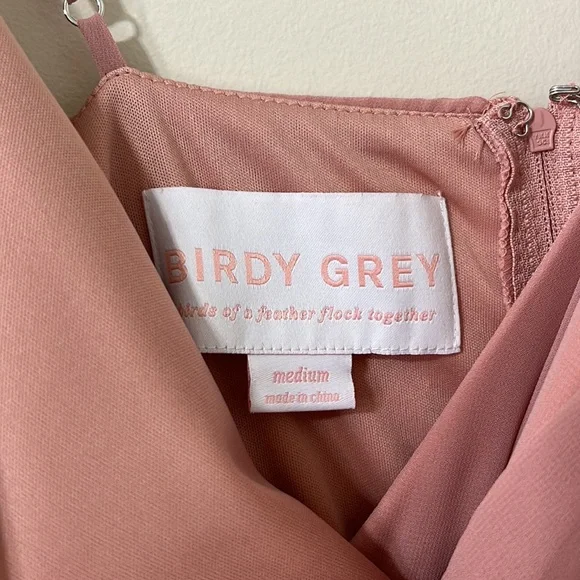 BIRDY GREY
birds of a feather flock together
medium
made in china